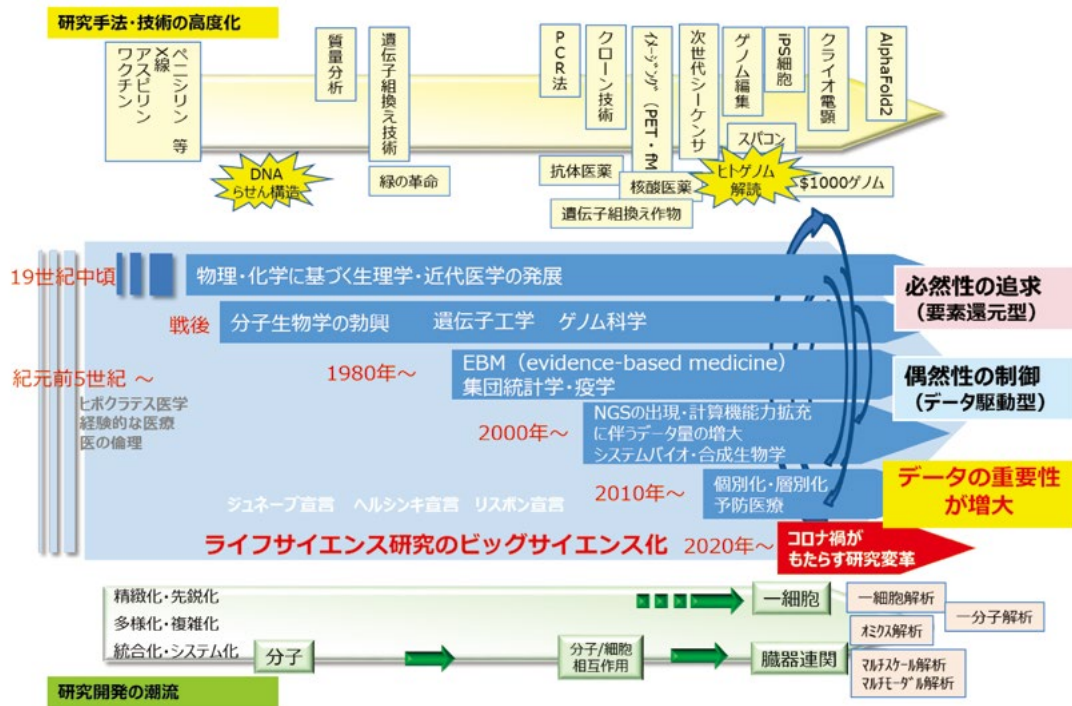 研究手法・技術の高度化
ペニシリン 等
X線
アスピリン
ワクチン
質量分析
遺伝子組換え技術
PCR法
クローン技術
イメージング（PET・fM
次世代シーケンサ
ゲノム編集
iPS細胞
クライオ電顕
AlphaFold2
スパコン
DNA
らせん構造
緑の革命
抗体医薬
核酸医薬
遺伝子組換え作物
ヒトゲノム
解読
$1000ゲノム
19世紀中頃
物理・化学に基づく生理学・近代医学の発展
必然性の追求
（要素還元型）
戦後
分子生物学の勃興 遺伝子工学 ゲノム科学
紀元前5世紀 ～
ヒポクラテス医学
経験的な医療
医の倫理
1980年～
EBM（evidence-based medicine）
集団統計学・疫学
偶然性の制御
（データ駆動型）
2000年～
NGSの出現・計算機能力拡充
に伴うデータ量の増大
システムバイオ・合成生物学
2010年～
個別化・層別化
予防医療
データの重要性
が増大
ジュネーブ宣言 ヘルシンキ宣言 リスボン宣言
ライフサイエンス研究のビッグサイエンス化
2020年～
コロナ禍が
もたらす研究変革
精緻化・先鋭化
多様化・複雑化
統合化・システム化
分子
分子/細胞
相互作用
一細胞
臓器連関
一細胞解析
一分子解析
オミクス解析
マルチスケール解析
マルチモーダル解析
研究開発の潮流